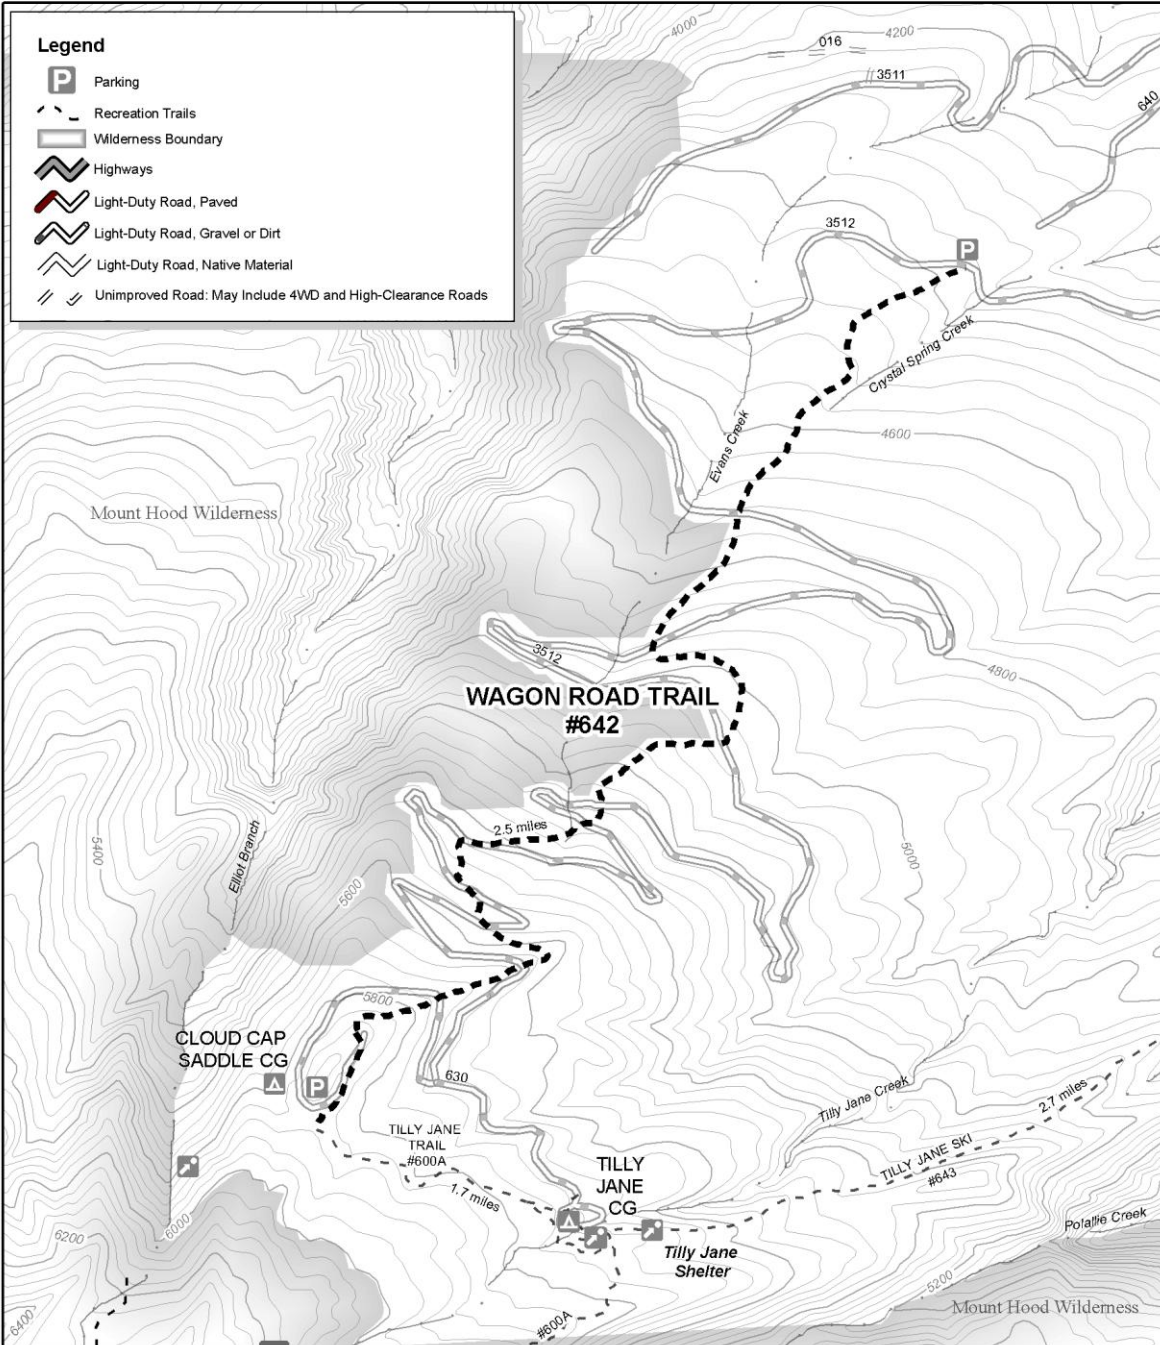 Legend
P
Parking
Recreation Trails
Wilderness Boundary
Highways
Light-Duty Road, Paved
Light-Duty Road, Gravel or Dirt
Light-Duty Road, Native Material
Unimproved Road: May Include 4WD and High-Clearance Roads
4000
016
4200
3511
640
3512
P
Crystal Spring Creek
4600
Evans Creek
Mount Hood Wilderness
3512
4800
WAGON ROAD TRAIL
#642
2.5 miles
5400
Elliot Branch
5000
5600
5800
CLOUD CAP
SADDLE CG
P
630
Tilly Jane Creek
2.7 miles
TILLY JANE
TRAIL
#600A
1.7 miles
TILLY
JANE
CG
TILLY JANE SKI
#643
Tilly Jane
Shelter
Polallie Creek
6000
6200
5200
6400
#600A
Mount Hood Wilderness